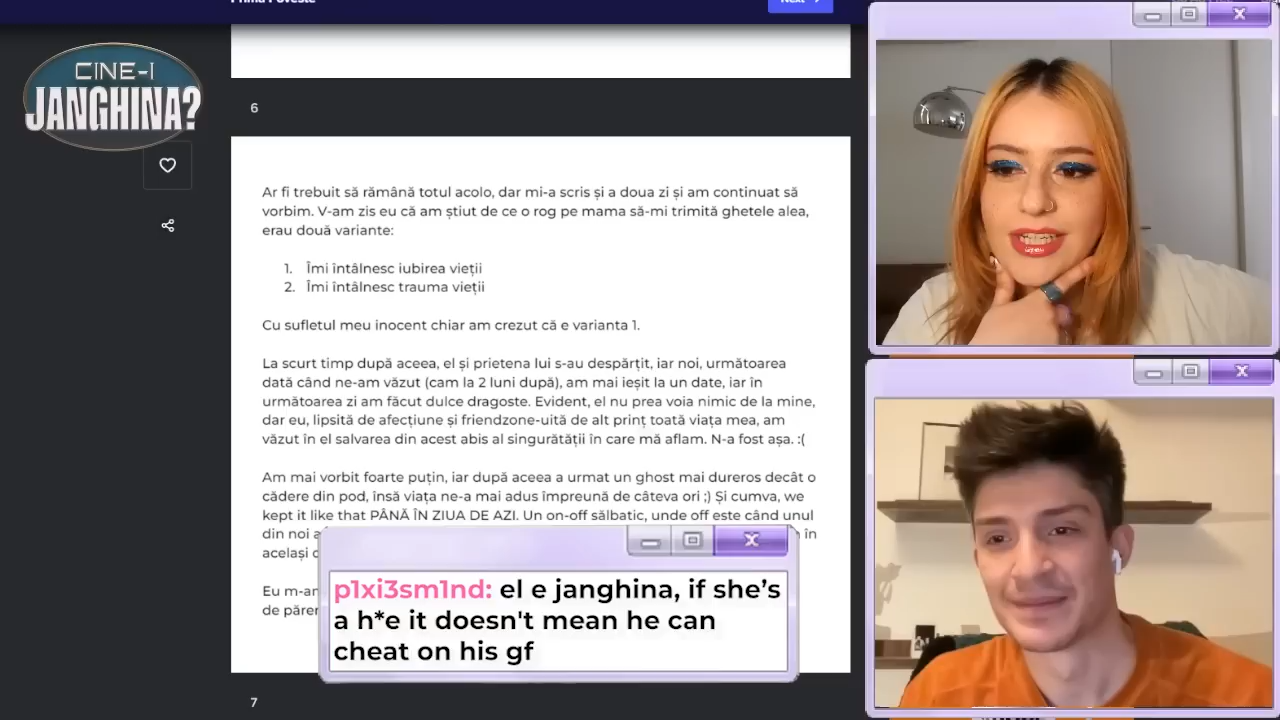 Prima Poveste
Next
CINE-I
JANGHINA?
6
Ar fi trebuit să rămână totul acolo, dar mi-a scris și a doua zi și am continuat să
vorbim. V-am zis eu că am știut de ce o rog pe mama să-mi trimită ghetele alea,
erau două variante:
1. Îmi întâlnesc iubirea vieții
2. Îmi întâlnesc trauma vieții
Cu sufletul meu inocent chiar am crezut că e varianta 1.
La scurt timp după aceea, el și prietena lui s-au despărțit, iar noi, următoarea
dată când ne-am văzut (cam la 2 luni după), am mai ieșit la un date, iar în
următoarea zi am făcut dulce dragoste. Evident, el nu prea voia nimic de la mine,
dar eu, lipsită de afecțiune și friendzone-uită de alt prinț toată viața mea, am
văzut în el salvarea din acest abis al singurătății în care mă aflam. N-a fost așa. :(
Am mai vorbit foarte puțin, iar după aceea a urmat un ghost mai dureros decât o
cădere din pod, însă viața ne-a mai adus împreună de câteva ori ;) Și cumva, we
kept it like that PÂNĂ ÎN ZIUA DE AZI. Un on-off sălbatic, unde off este când unul
din noi în
același
Eu
de
p1xi3sm1nd: el e janghina, if she's
a h*e it doesn't mean he can
cheat on his gf
7